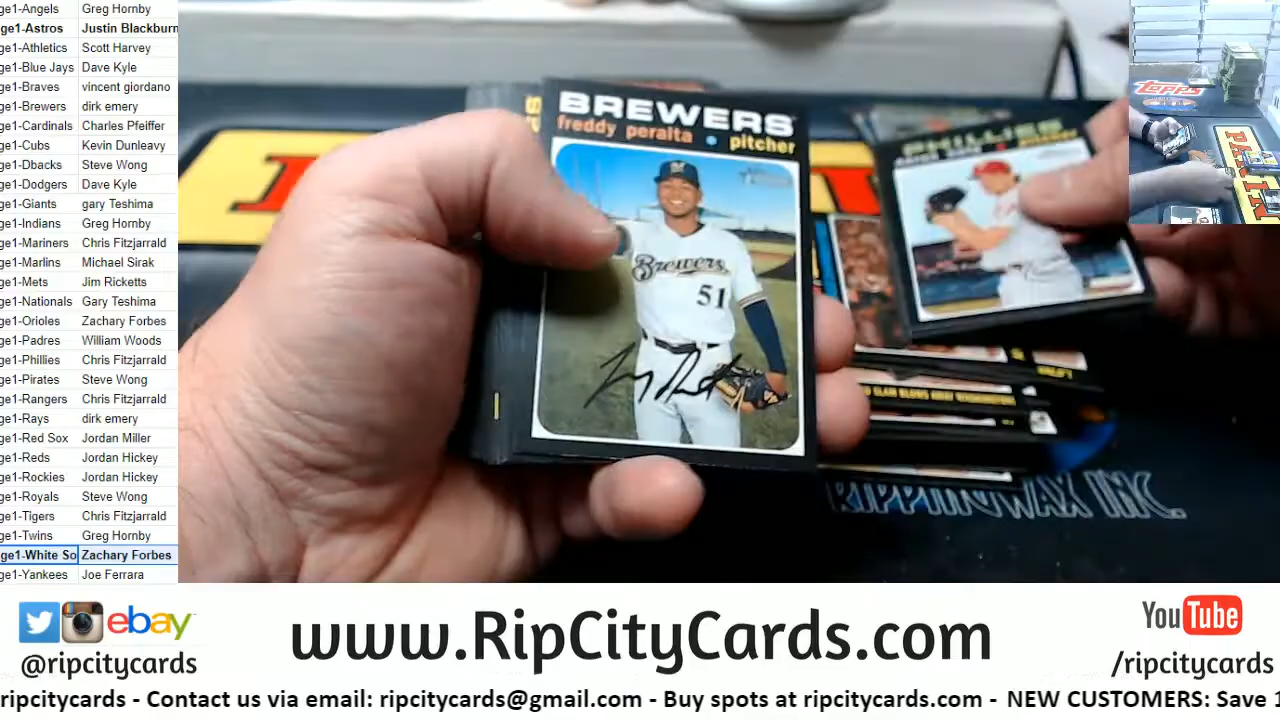 ge1-Angels Greg Hornby
ge1-Astros Justin Blackburn
ge1-Athletics Scott Harvey
ge1-Blue Jays Dave Kyle
ge1-Braves vincent giordano
ge1-Brewers dirk emery
ge1-Cardinals Charles Pfeiffer
ge1-Cubs Kevin Dunleavy
ge1-Dbacks Steve Wong
ge1-Dodgers Dave Kyle
ge1-Giants gary Teshima
ge1-Indians Greg Hornby
ge1-Mariners Chris Fitzjarrald
ge1-Marlins Michael Sirak
ge1-Mets Jim Ricketts
ge1-Nationals Gary Teshima
ge1-Orioles Zachary Forbes
ge1-Padres William Woods
ge1-Phillies Chris Fitzjarrald
ge1-Pirates Steve Wong
ge1-Rangers Chris Fitzjarrald
ge1-Rays dirk emery
ge1-Red Sox Jordan Miller
ge1-Reds Jordan Hickey
ge1-Rockies Jordan Hickey
ge1-Royals Steve Wong
ge1-Tigers Chris Fitzjarrald
ge1-Twins Greg Hornby
ge1-White So Zachary Forbes
ge1-Yankees Joe Ferrara
BREWERS
freddy peralta • pitcher
Brewers
51
PHILLIES
Topps
RIPPINGWAX INC.
ebay
@ripcitycards
www.RipCityCards.com
YouTube
/ripcitycards
ripcitycards - Contact us via email: ripcitycards@gmail.com - Buy spots at ripcitycards.com - NEW CUSTOMERS: Save 1